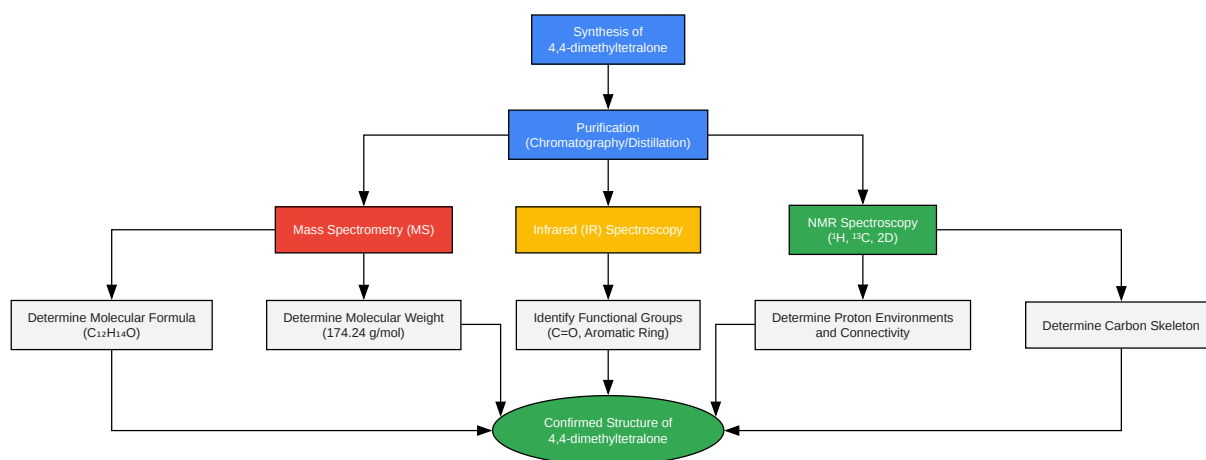 Synthesis of
4,4-dimethyltetralone
Purification
(Chromatography/Distillation)
Mass Spectrometry (MS)
Infrared (IR) Spectroscopy
NMR Spectroscopy
(¹H, ¹³C, 2D)
Determine Molecular Formula
(C₁₂H₁₄O)
Determine Molecular Weight
(174.24 g/mol)
Identify Functional Groups
(C=O, Aromatic Ring)
Determine Proton Environments
and Connectivity
Determine Carbon Skeleton
Confirmed Structure of
4,4-dimethyltetralone